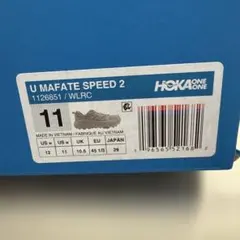 U MAFATE SPEED 2
1126851 / WLRC
HOKA ONE ONE
11
MADE IN VIETNAM / FABRIQUÉ AU VIETNAM
US W US M UK EU JAPAN
12 11 10.5 45 1/3 29